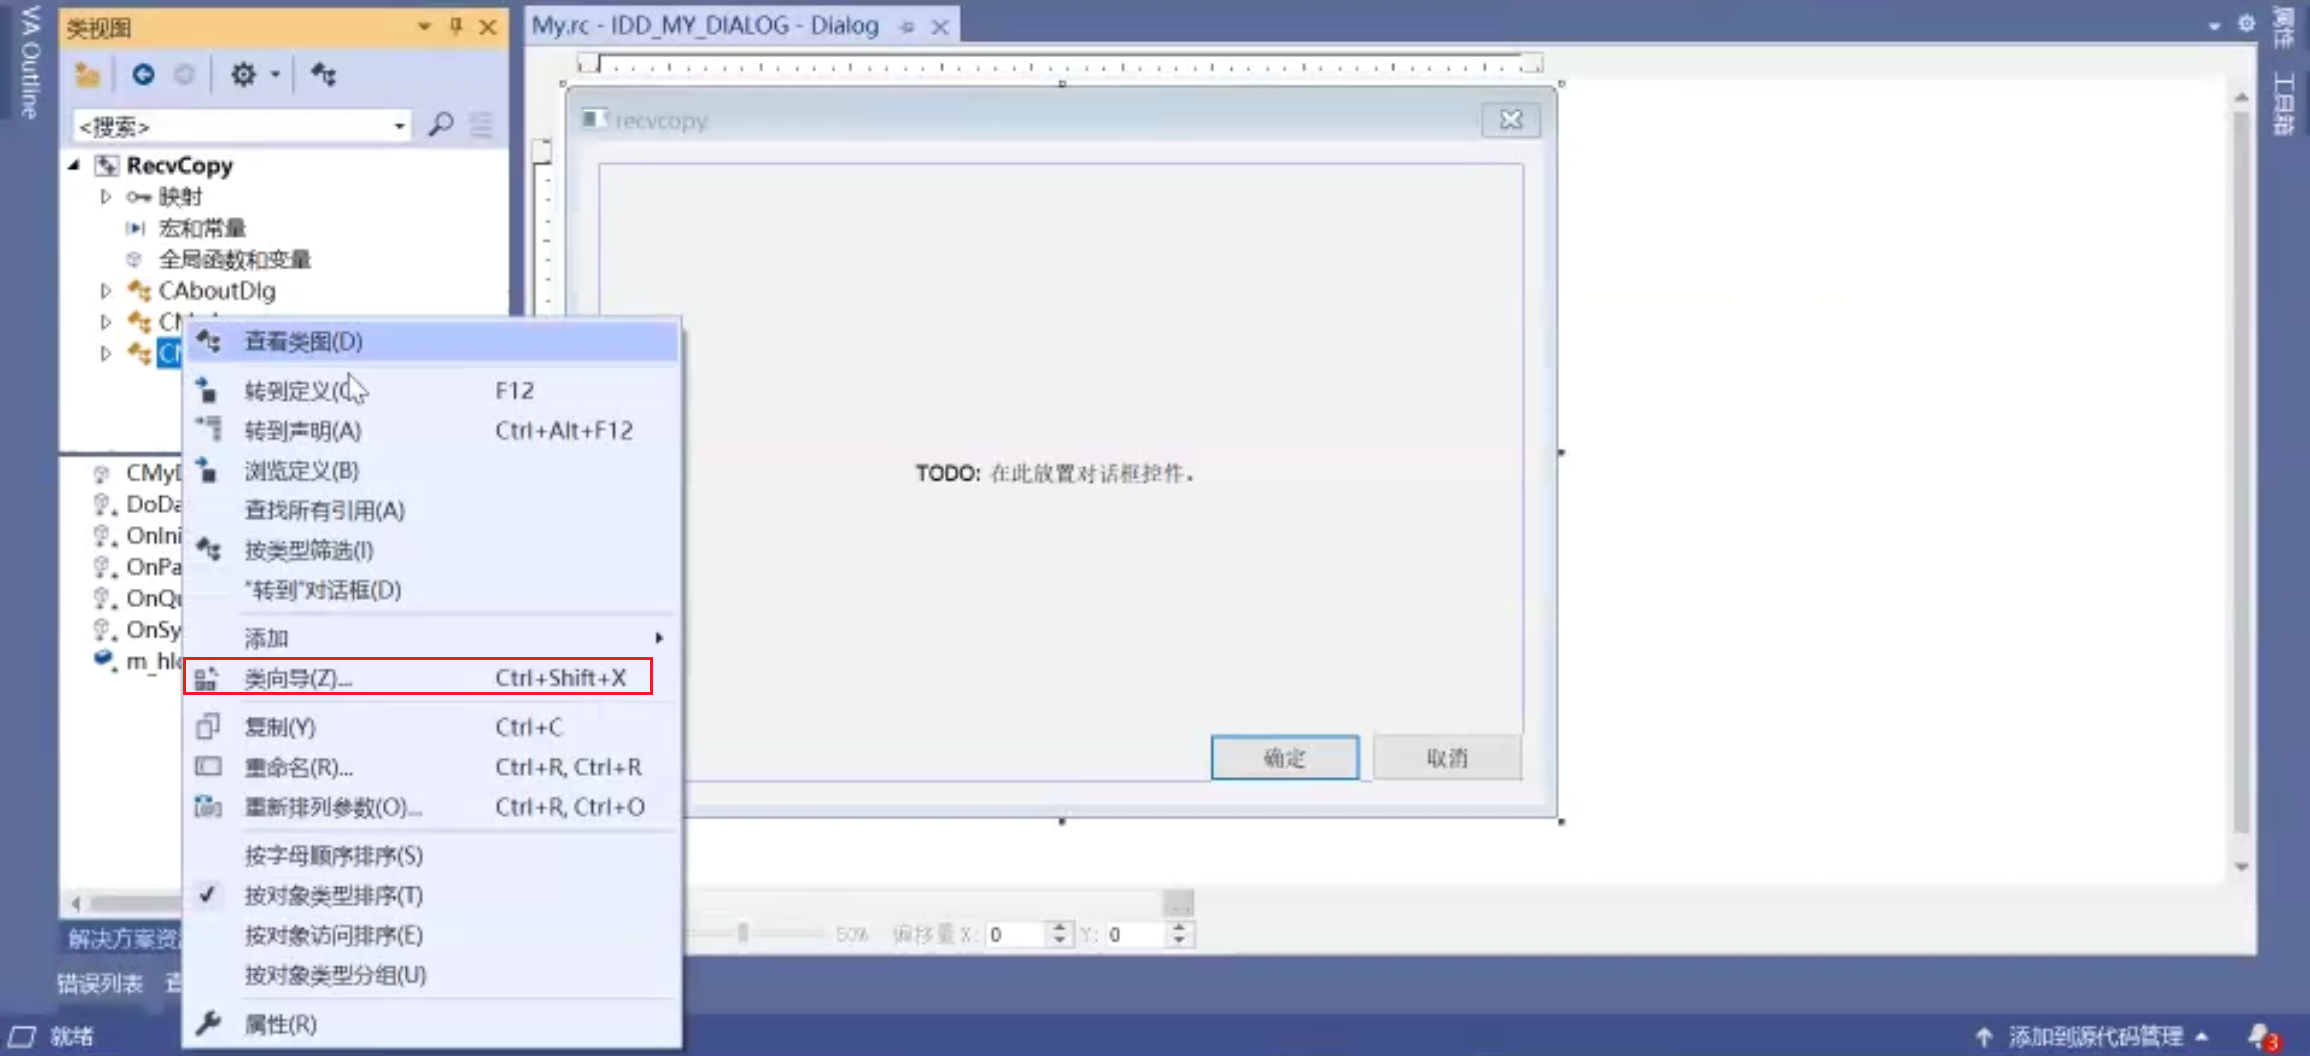 VA Outline
类视图
<搜索>
RecvCopy
映射
宏和常量
全局函数和变量
CAboutDlg
CMyD
DoDa
OnIni
OnPa
OnQu
OnSy
m_hIc
解决方案资
错误列表
就绪
查看类图(D)
转到定义(G F12
转到声明(A) Ctrl+Alt+F12
浏览定义(B)
查找所有引用(A)
按类型筛选(I)
"转到"对话框(D)
添加
类向导(Z)... Ctrl+Shift+X
复制(Y) Ctrl+C
重命名(R)... Ctrl+R, Ctrl+R
重新排列参数(O)... Ctrl+R, Ctrl+O
按字母顺序排序(S)
按对象类型排序(T)
按对象访问排序(E)
按对象类型分组(U)
属性(R)
My.rc - IDD_MY_DIALOG - Dialog
recvcopy
TODO: 在此放置对话框控件。
确定 取消
...
50% 偏移量 X: 0 Y: 0
属性
工具箱
添加到源代码管理 3